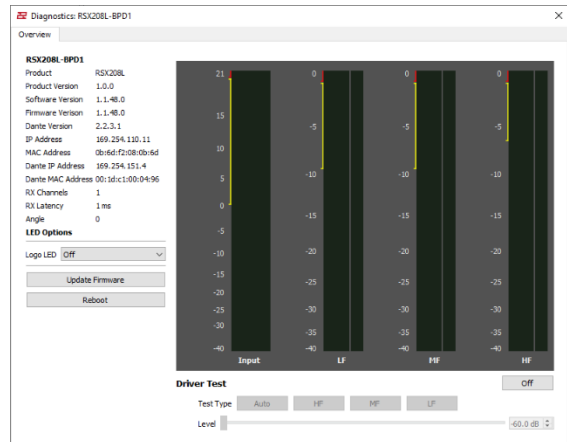 Diagnostics: RSX208L-BPD1
Overview
RSX208L-BPD1
Product RSX208L
Product Version 1.0.0
Software Version 1.1.48.0
Firmware Verison 1.1.48.0
Dante Version 2.2.3.1
IP Address 169.254.110.11
MAC Address 0b:6d:f2:08:0b:6d
Dante IP Address 169.254.151.4
Dante MAC Address 00:1d:c1:00:04:96
RX Channels 1
RX Latency 1 ms
Angle 0
LED Options
Logo LED Off
Update Firmware
Reboot
21 0 0 0
15
-5 -5 -5
10
5 -10 -10 -10
0
-15 -15 -15
-5
-10 -20 -20 -20
-15
-25 -25 -25
-20
-25 -30 -30 -30
-30
-35 -35 -35
-40 -40 -40 -40
Input LF MF HF
Driver Test Off
Test Type Auto HF MF LF
Level -60.0 dB